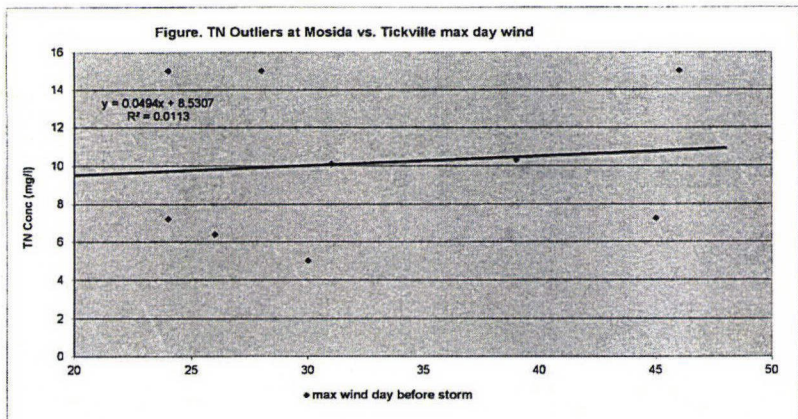 Figure. TN Outliers at Mosida vs. Tickville max day wind
16
14
12
10
8
6
4
2
0
TN Conc (mg/l)
y = 0.0494x + 8.5307
R² = 0.0113
20 25 30 35 40 45 50
max wind day before storm